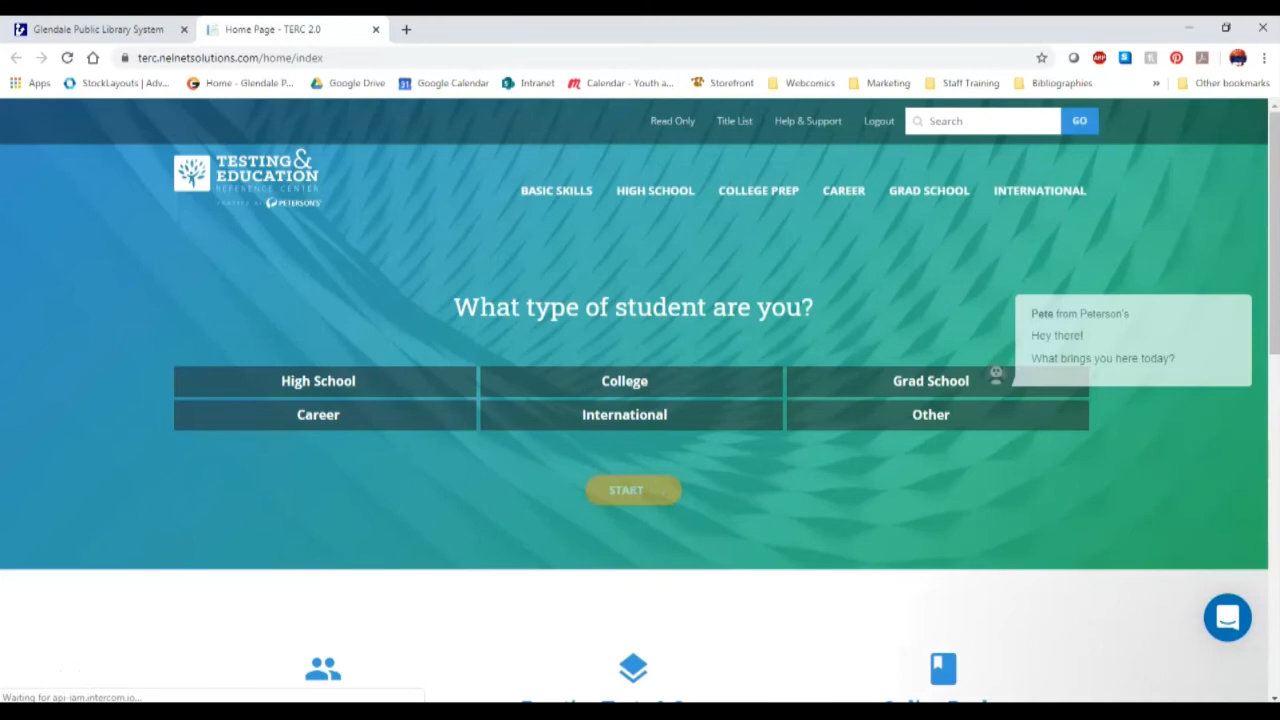 Glendale Public Library System
Home Page - TERC 2.0
terc.nelnetsolutions.com/home/index
Apps
StockLayouts | Adv...
Home - Glendale P...
Google Drive
Google Calendar
Intranet
Calendar - Youth a...
Storefront
Webcomics
Marketing
Staff Training
Bibliographies
»
Other bookmarks
Read Only
Title List
Help & Support
Logout
Search
GO
TESTING &
EDUCATION
REFERENCE CENTER
POWERED BY PETERSON'S
BASIC SKILLS
HIGH SCHOOL
COLLEGE PREP
CAREER
GRAD SCHOOL
INTERNATIONAL
What type of student are you?
Pete from Peterson's
Hey there!
What brings you here today?
High School
College
Grad School
Career
International
Other
START
Waiting for api-iam.intercom.io...